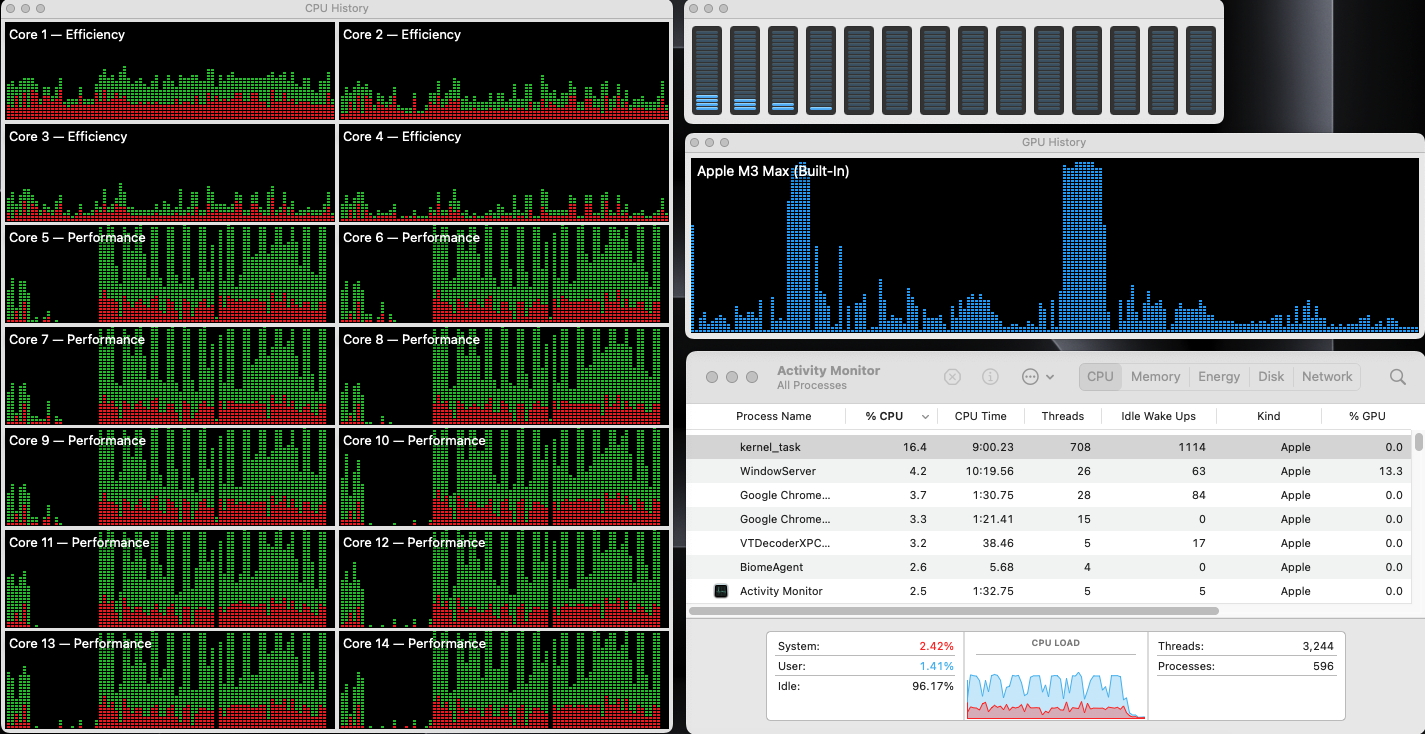 CPU History
Core 1 — Efficiency
Core 2 — Efficiency
Core 3 — Efficiency
Core 4 — Efficiency
Core 5 — Performance
Core 6 — Performance
Core 7 — Performance
Core 8 — Performance
Core 9 — Performance
Core 10 — Performance
Core 11 — Performance
Core 12 — Performance
Core 13 — Performance
Core 14 — Performance
GPU History
Apple M3 Max (Built-In)
Activity Monitor
All Processes
CPU Memory Energy Disk Network
Process Name % CPU CPU Time Threads Idle Wake Ups Kind % GPU
kernel_task 16.4 9:00.23 708 1114 Apple 0.0
WindowServer 4.2 10:19.56 26 63 Apple 13.3
Google Chrome... 3.7 1:30.75 28 84 Apple 0.0
Google Chrome... 3.3 1:21.41 15 0 Apple 0.0
VTDecoderXPC... 3.2 38.46 5 17 Apple 0.0
BiomeAgent 2.6 5.68 4 0 Apple 0.0
Activity Monitor 2.5 1:32.75 5 5 Apple 0.0
System: 2.42%
User: 1.41%
Idle: 96.17%
CPU LOAD
Threads: 3,244
Processes: 596